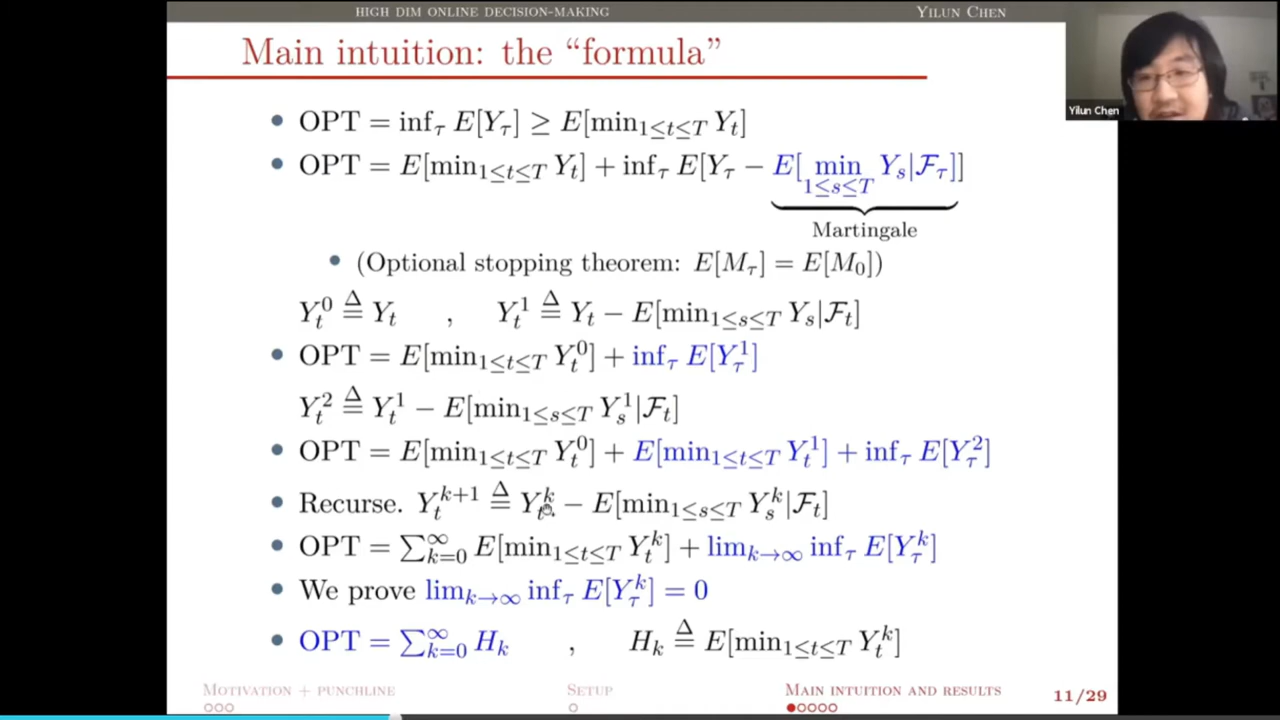 HIGH DIM ONLINE DECISION-MAKING YILUN CHEN
Main intuition: the “formula”
Yilun Chen
• OPT = inf_τ E[Y_τ] ≥ E[min_{1≤t≤T} Y_t]
• OPT = E[min_{1≤t≤T} Y_t] + inf_τ E[Y_τ − E[min_{1≤s≤T} Y_s|ℱ_τ]]
Martingale
• (Optional stopping theorem: E[M_τ] = E[M_0])
Y_t^0 ≜ Y_t , Y_t^1 ≜ Y_t − E[min_{1≤s≤T} Y_s|ℱ_t]
• OPT = E[min_{1≤t≤T} Y_t^0] + inf_τ E[Y_τ^1]
Y_t^2 ≜ Y_t^1 − E[min_{1≤s≤T} Y_s^1|ℱ_t]
• OPT = E[min_{1≤t≤T} Y_t^0] + E[min_{1≤t≤T} Y_t^1] + inf_τ E[Y_τ^2]
• Recurse. Y_t^{k+1} ≜ Y_t^k − E[min_{1≤s≤T} Y_s^k|ℱ_t]
• OPT = ∑_{k=0}^∞ E[min_{1≤t≤T} Y_t^k] + lim_{k→∞} inf_τ E[Y_τ^k]
• We prove lim_{k→∞} inf_τ E[Y_τ^k] = 0
• OPT = ∑_{k=0}^∞ H_k , H_k ≜ E[min_{1≤t≤T} Y_t^k]
MOTIVATION + PUNCHLINE SETUP MAIN INTUITION AND RESULTS 11/29